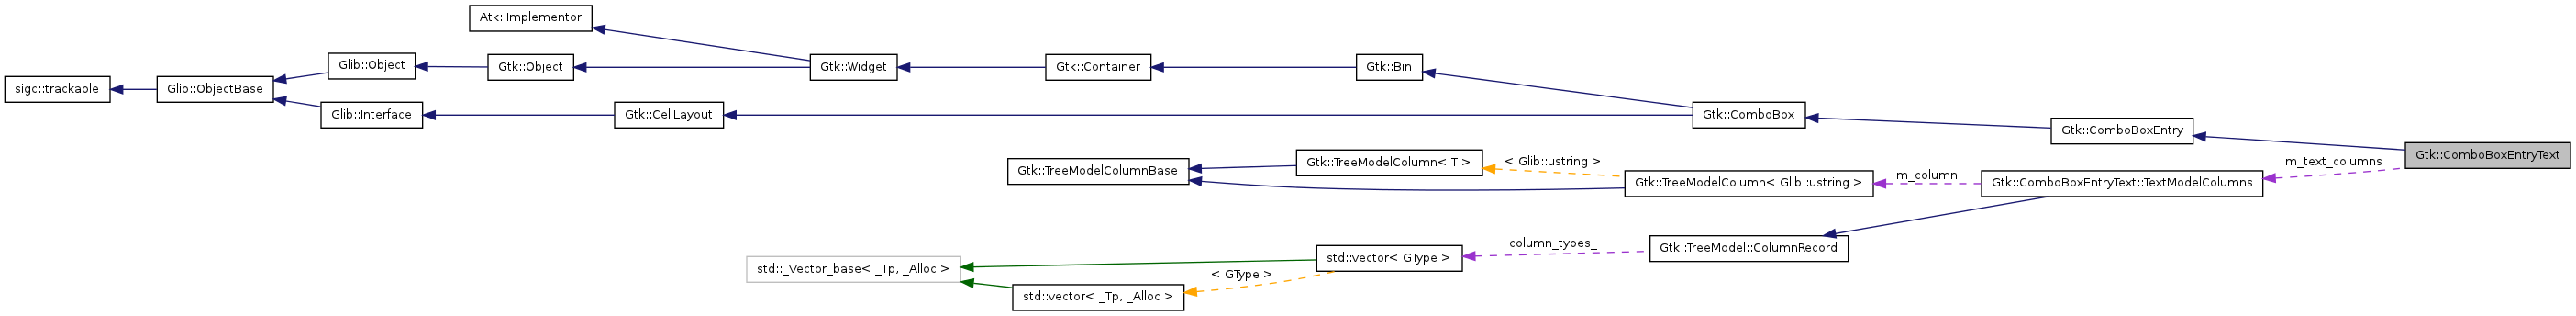 Atk::Implementor
Glib::Object
Gtk::Object
Gtk::Widget
Gtk::Container
Gtk::Bin
sigc::trackable
Glib::ObjectBase
Glib::Interface
Gtk::CellLayout
Gtk::ComboBox
Gtk::ComboBoxEntry
Gtk::ComboBoxEntryText
Gtk::TreeModelColumnBase
Gtk::TreeModelColumn< T >
< Glib::ustring >
Gtk::TreeModelColumn< Glib::ustring >
m_column
Gtk::ComboBoxEntryText::TextModelColumns
m_text_columns
std::_Vector_base< _Tp, _Alloc >
std::vector< GType >
column_types_
Gtk::TreeModel::ColumnRecord
< GType >
std::vector< _Tp, _Alloc >